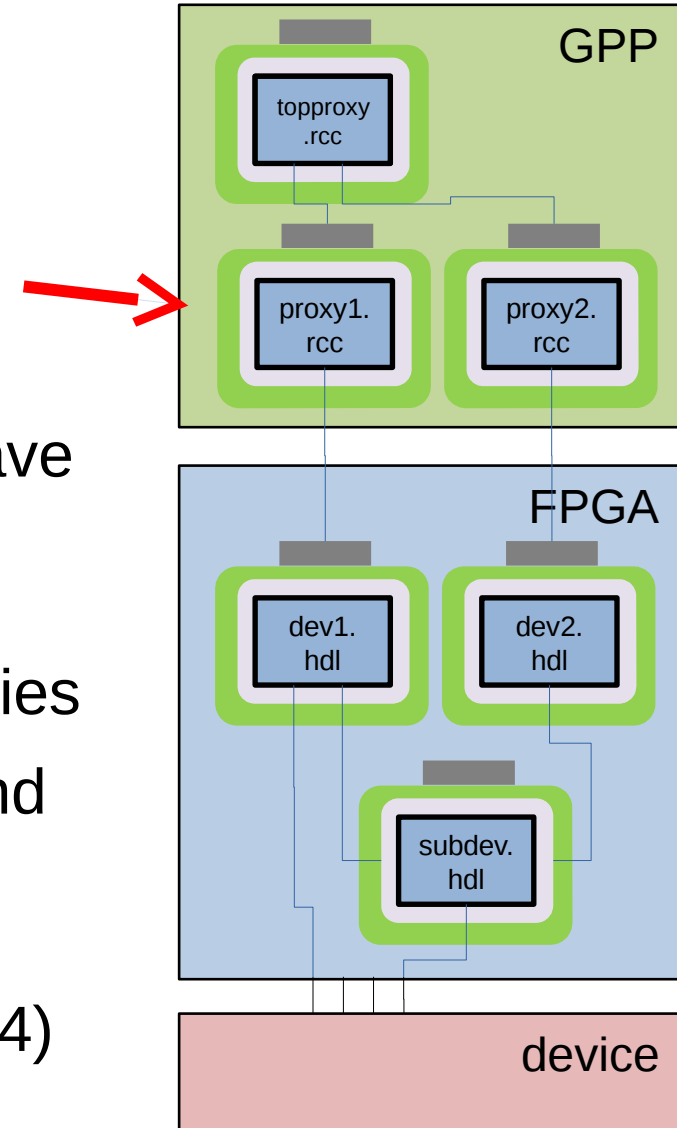 GPP
topproxy
.rcc
proxy1.
rcc
proxy2.
rcc
ave
FPGA
dev1.
hdl
dev2.
hdl
ies
nd
subdev.
hdl
4)
device